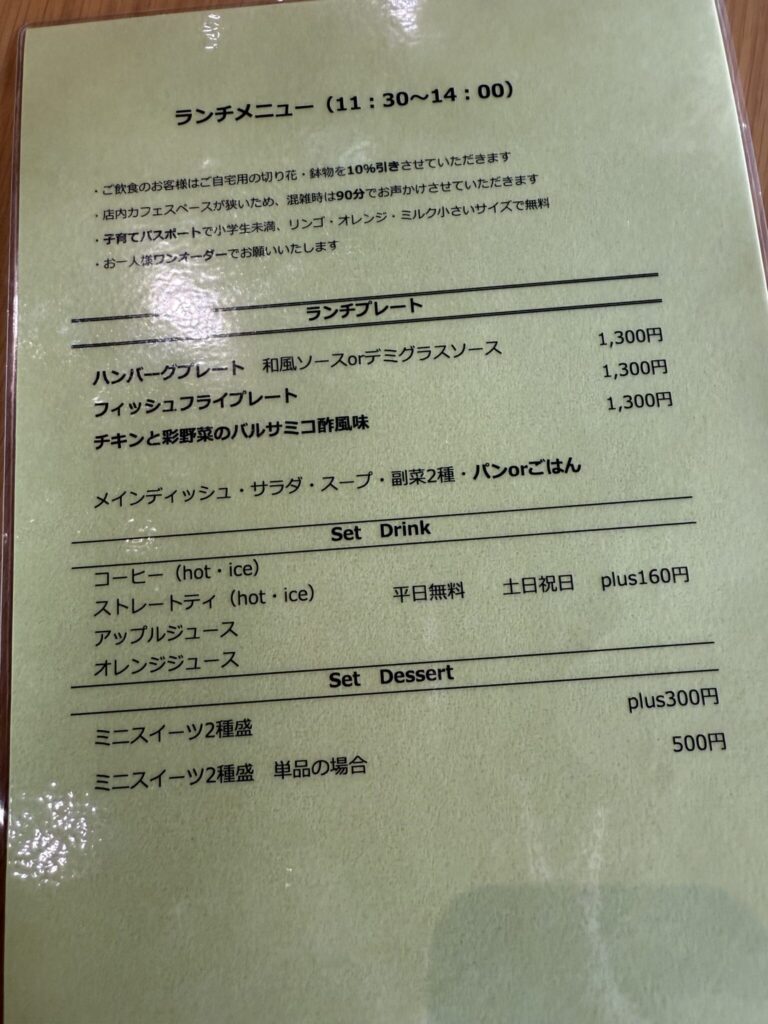 ランチメニュー（11：30～14：00）
・ご飲食のお客様はご自宅用の切り花・鉢物を10%引きさせていただきます
・店内カフェスペースが狭いため、混雑時は90分でお声かけさせていただきます
・子育てパスポートで小学生未満、リンゴ・オレンジ・ミルク小さいサイズで無料
・お一人様ワンオーダーでお願いいたします
ランチプレート
ハンバーグプレート　和風ソースorデミグラスソース　1,300円
フィッシュフライプレート　1,300円
チキンと彩野菜のバルサミコ酢風味　1,300円
メインディッシュ・サラダ・スープ・副菜2種・パンorごはん
Set　Drink
コーヒー（hot・ice）
ストレートティ（hot・ice）　平日無料　土日祝日　plus160円
アップルジュース
オレンジジュース
Set　Dessert
ミニスイーツ2種盛　plus300円
ミニスイーツ2種盛　単品の場合　500円